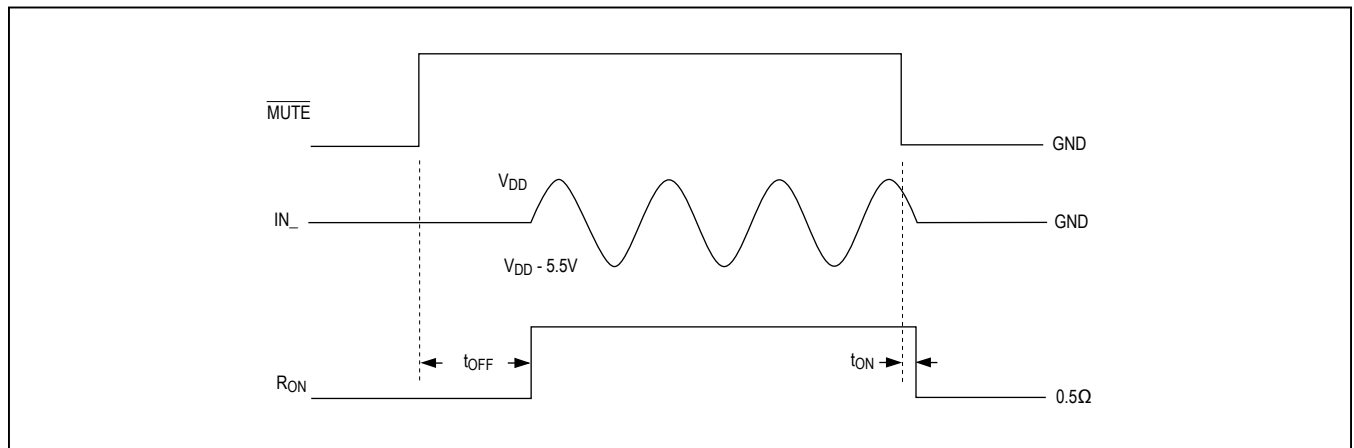 MUTE
GND
VDD
IN_
GND
VDD - 5.5V
tOFF
tON
RON
0.5Ω